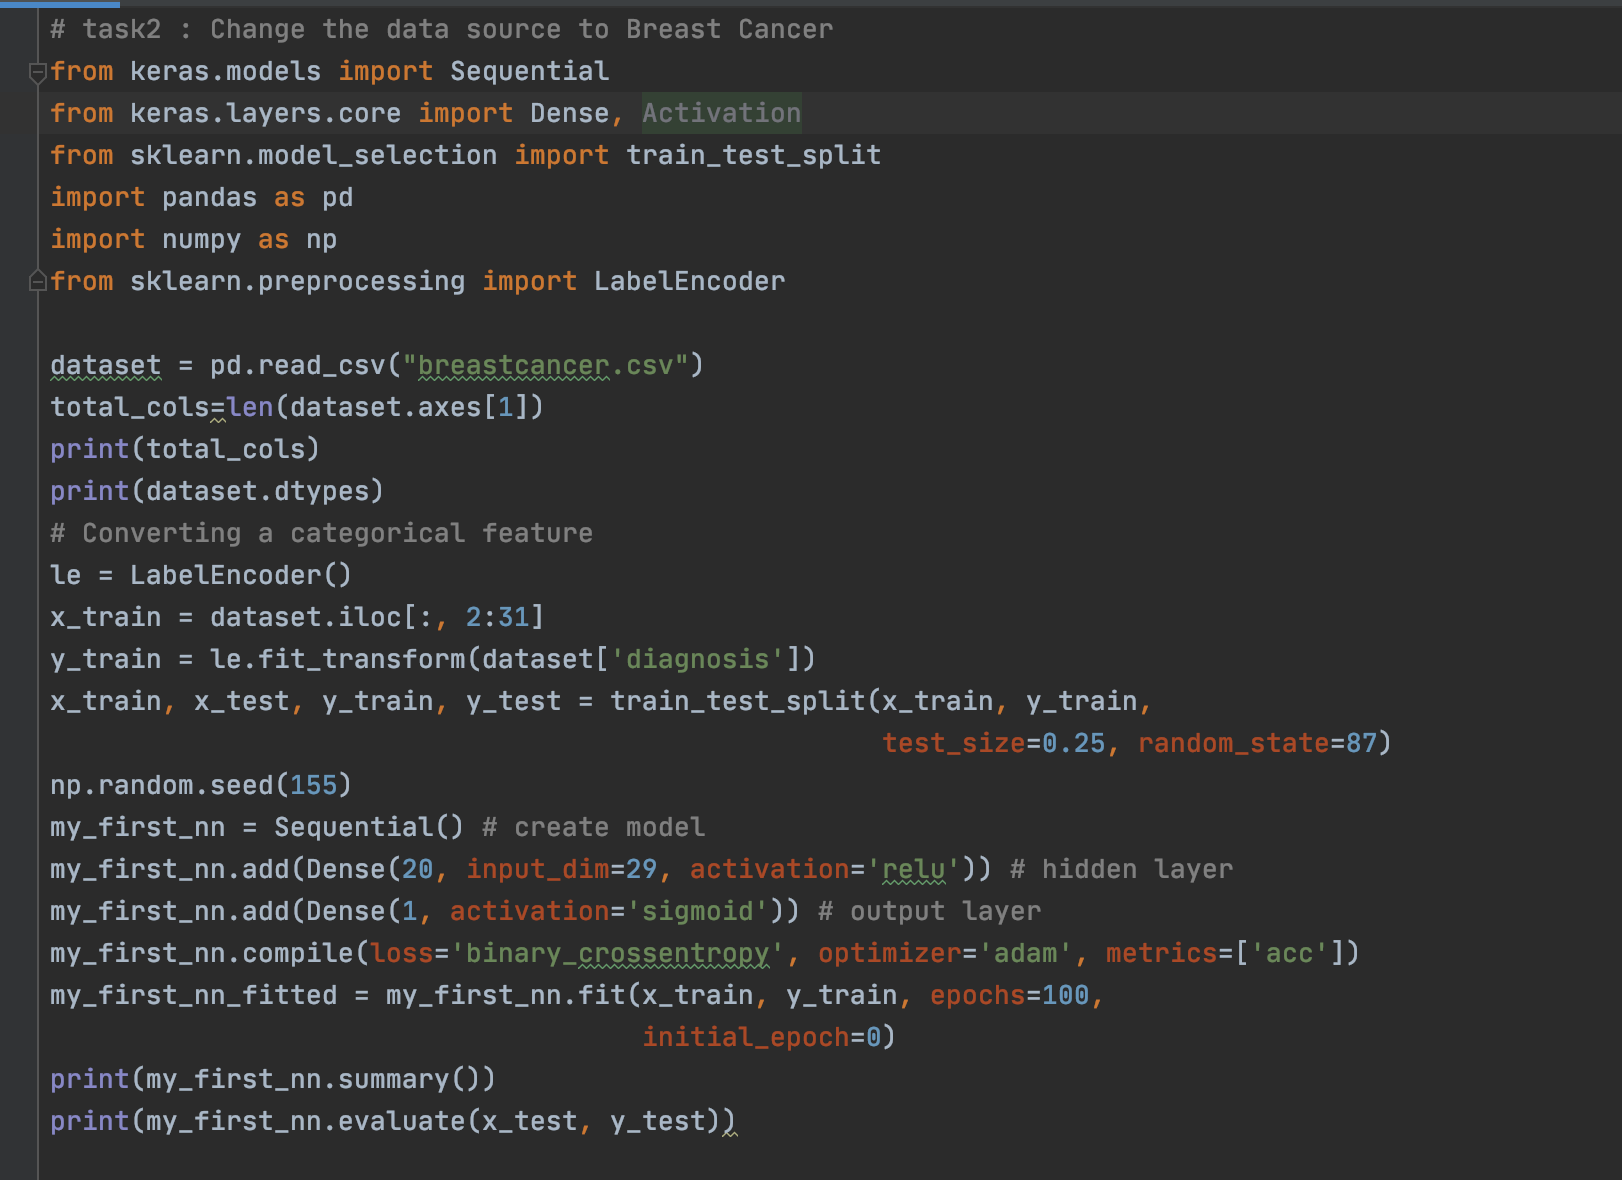 # task2 : Change the data source to Breast Cancer
from keras.models import Sequential
from keras.layers.core import Dense, Activation
from sklearn.model_selection import train_test_split
import pandas as pd
import numpy as np
from sklearn.preprocessing import LabelEncoder

dataset = pd.read_csv("breastcancer.csv")
total_cols=len(dataset.axes[1])
print(total_cols)
print(dataset.dtypes)
# Converting a categorical feature
le = LabelEncoder()
x_train = dataset.iloc[:, 2:31]
y_train = le.fit_transform(dataset['diagnosis'])
x_train, x_test, y_train, y_test = train_test_split(x_train, y_train,
                                                    test_size=0.25, random_state=87)
np.random.seed(155)
my_first_nn = Sequential() # create model
my_first_nn.add(Dense(20, input_dim=29, activation='relu')) # hidden layer
my_first_nn.add(Dense(1, activation='sigmoid')) # output layer
my_first_nn.compile(loss='binary_crossentropy', optimizer='adam', metrics=['acc'])
my_first_nn_fitted = my_first_nn.fit(x_train, y_train, epochs=100,
                                     initial_epoch=0)
print(my_first_nn.summary())
print(my_first_nn.evaluate(x_test, y_test))